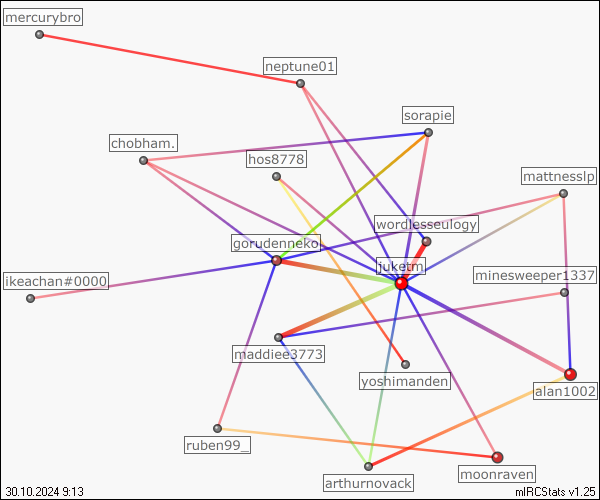 mercurybro
neptune01
sorapie
chobham.
hos8778
mattnesslp
wordlesseulogy
gorudenneko.
juketm
ikeachan#0000
minesweeper1337
maddiee3773
yoshimanden
alan1002
ruben99_
moonraven
arthurnovack
30.10.2024 9:13
mIRCStats v1.25